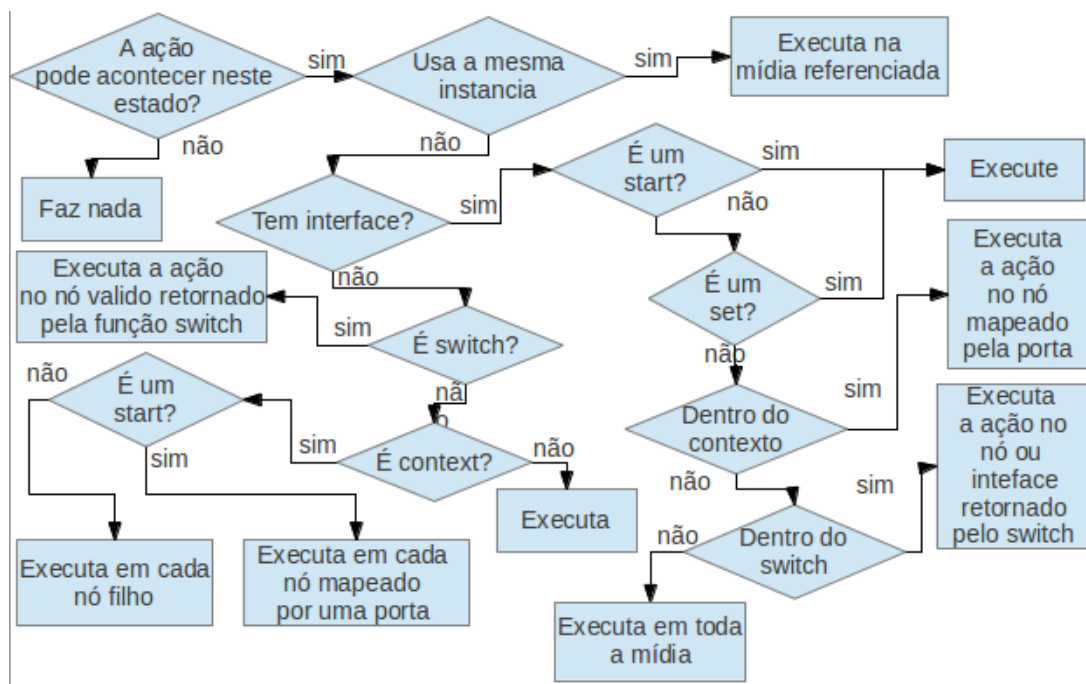 A ação
pode acontecer neste
estado?
sim
Usa a mesma
instancia
sim
Executa na
mídia referenciada
não
Faz nada
não
Tem interface?
sim
É um
start?
sim
Execute
não
É um
set?
sim
Executa
a ação
no nó
mapeado
pela porta
não
Executa a ação
no nó valido retornado
pela função switch
sim
É switch?
nã
o
não
Dentro do
contexto
sim
Executa
a ação no
nó ou
inteface
retornado
pelo switch
não
É um
start?
sim
sim
É context?
não
Executa
não
Dentro do
switch
sim
não
Executa em cada
nó filho
Executa em cada
nó mapeado
por uma porta
Executa em toda
a mídia